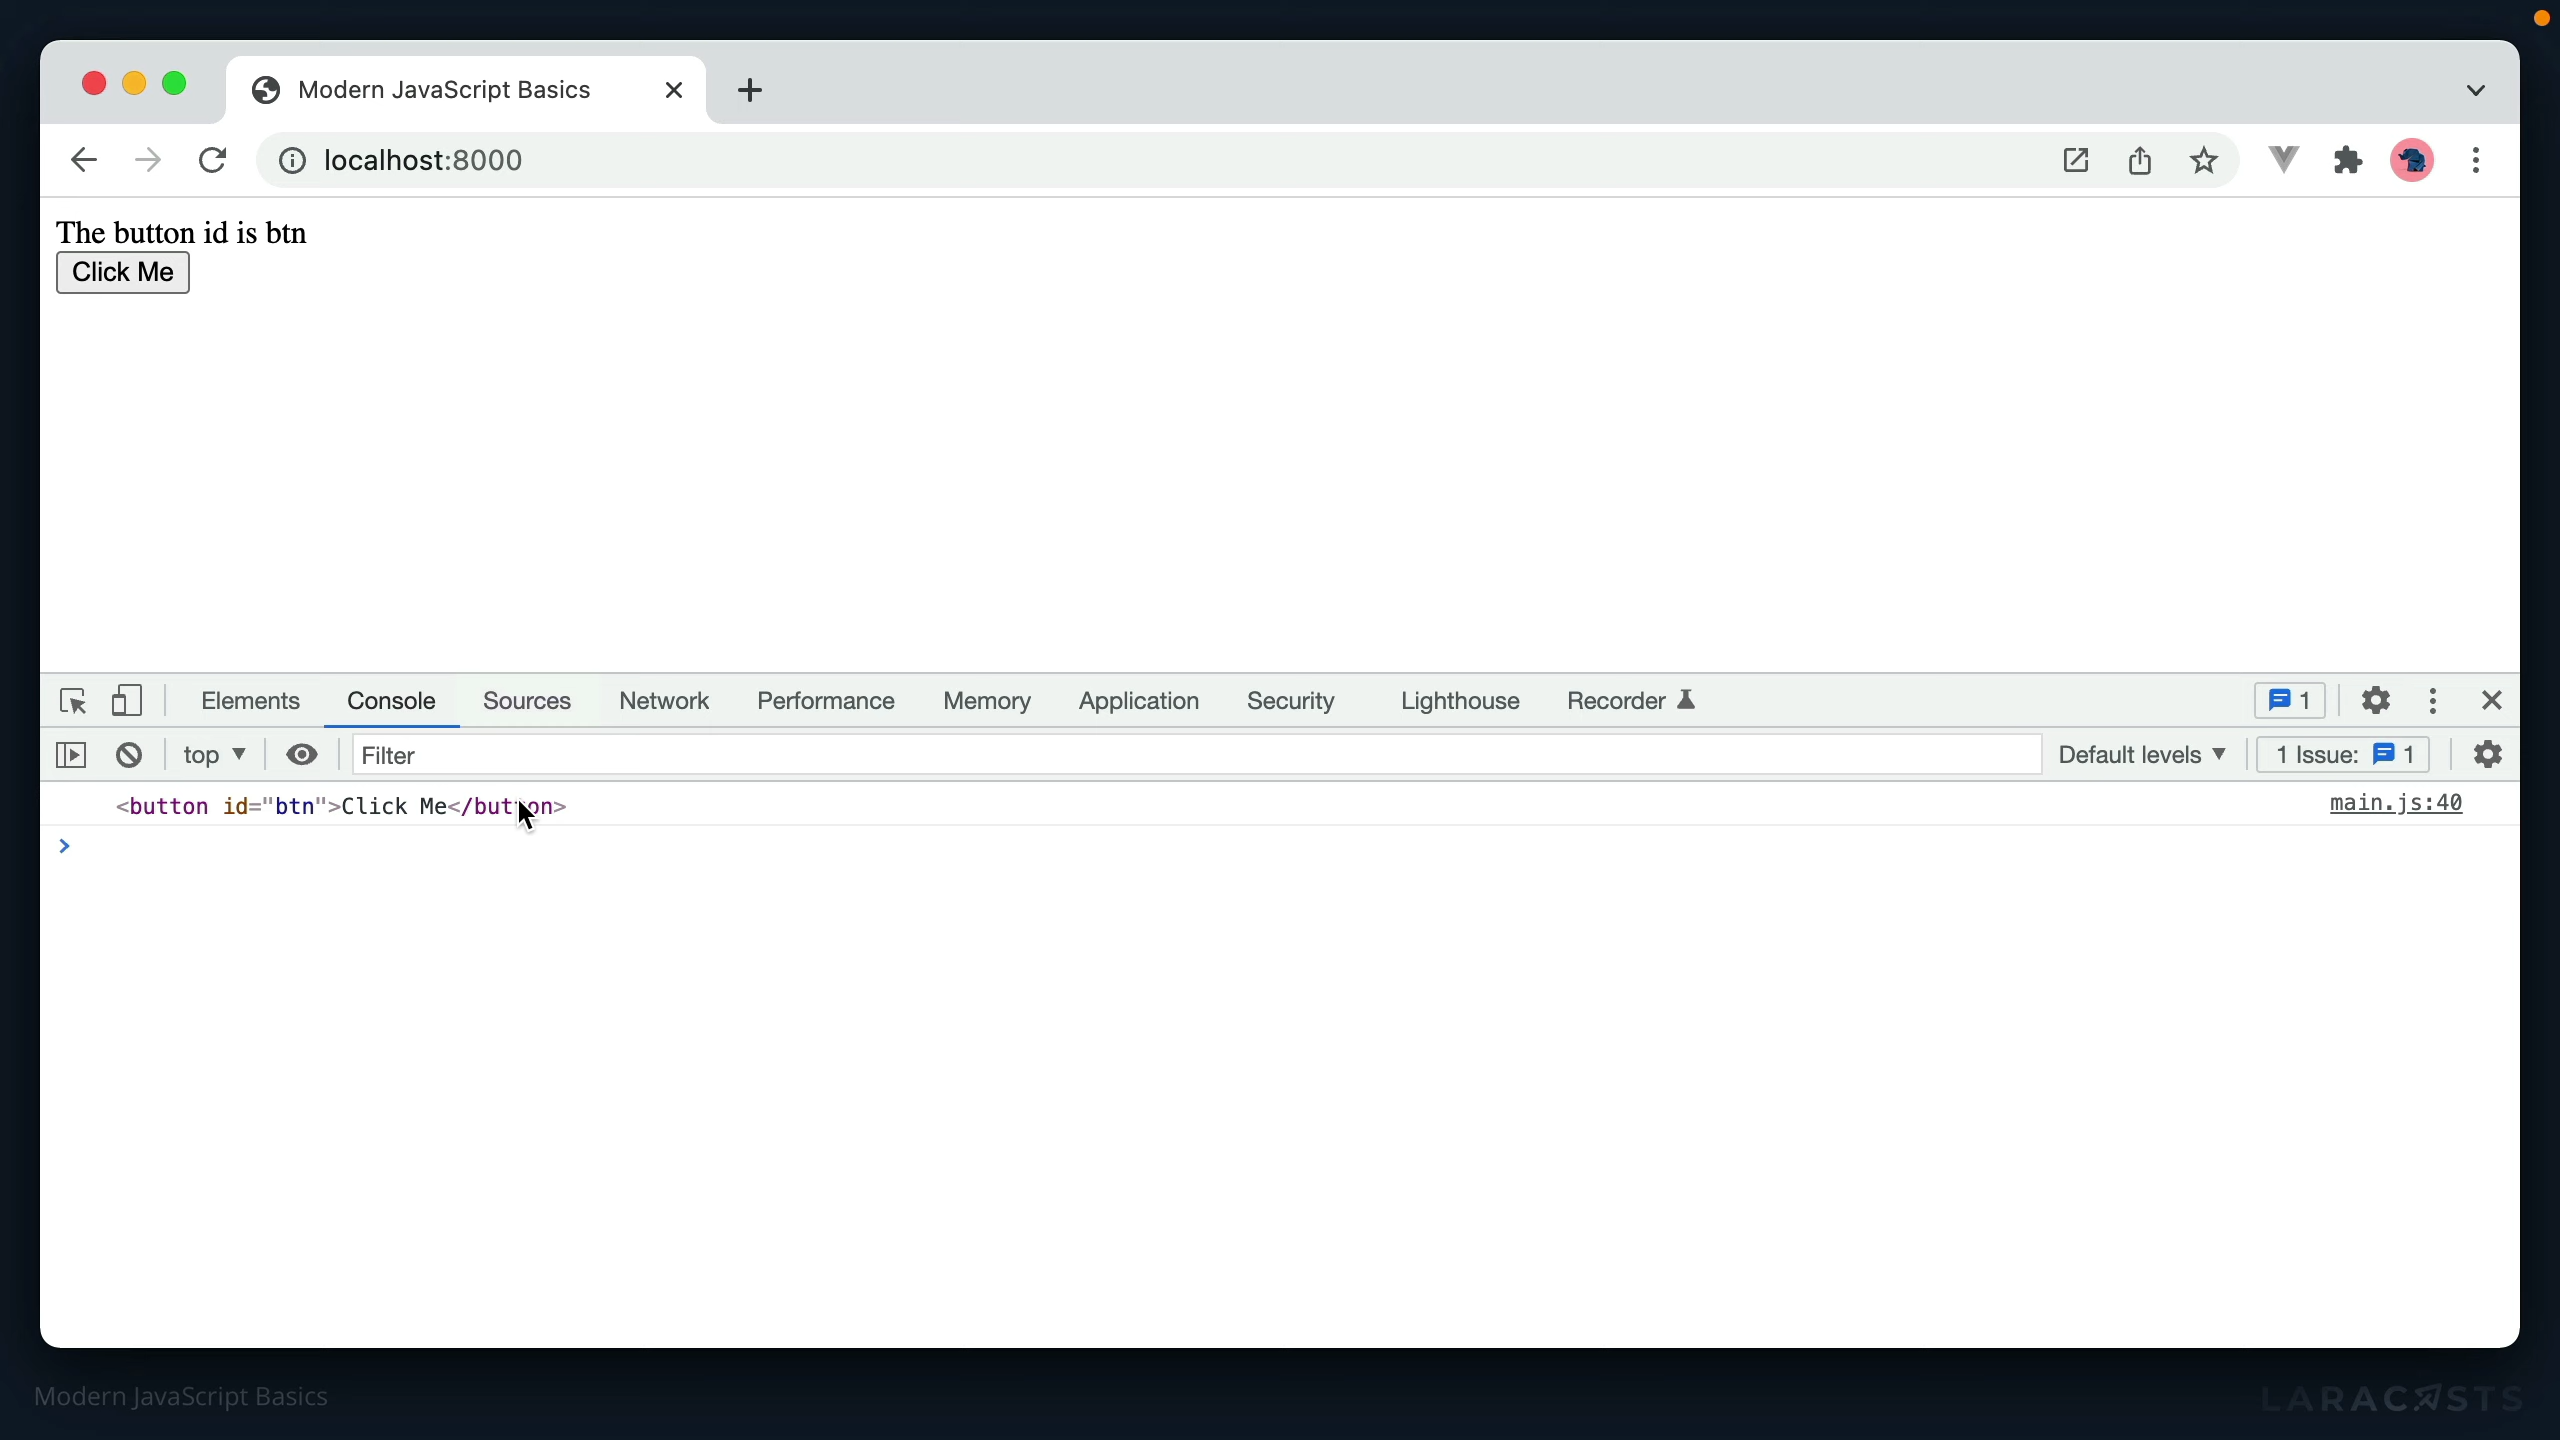 Modern JavaScript Basics
localhost:8000
The button id is btn
Click Me
Elements Console Sources Network Performance Memory Application Security Lighthouse Recorder 1
top Filter Default levels 1 Issue: 1
<button id="btn">Click Me</button> main.js:40
Modern JavaScript Basics LARACASTS